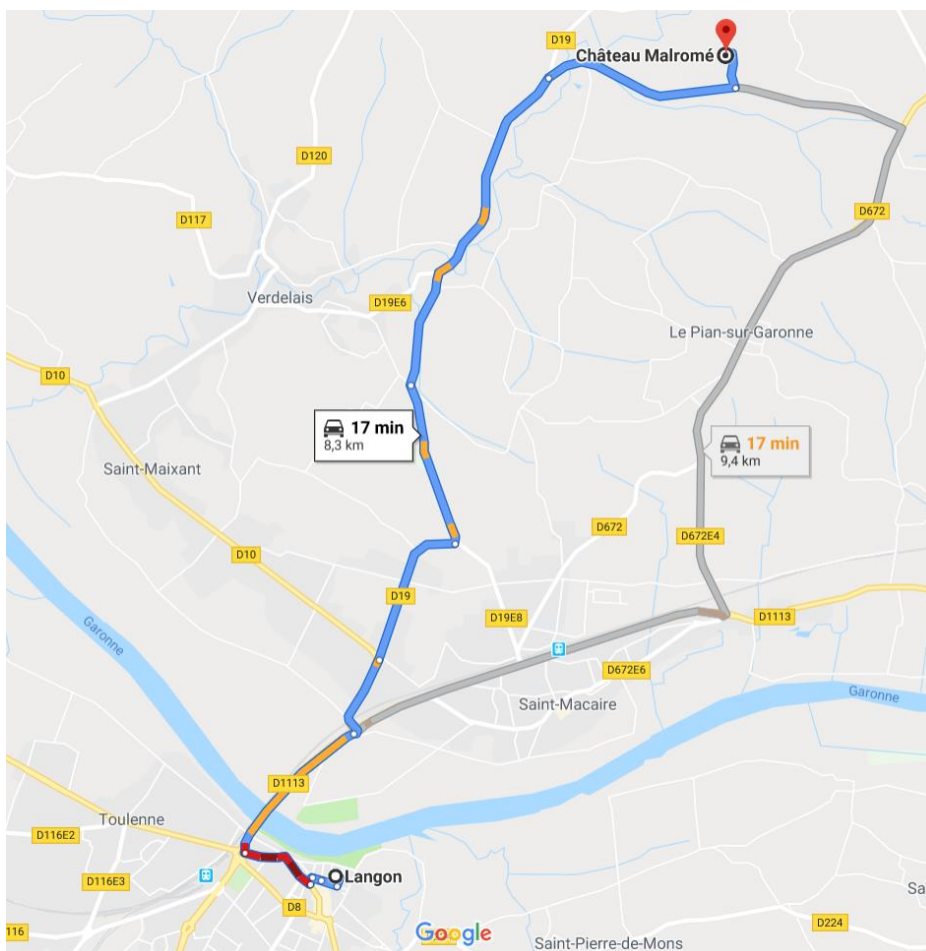 D19
Château Malromé
D120
D672
D117
Verdelais
D19E6
Le Pian-sur-Garonne
D10
17 min
8,3 km
17 min
9,4 km
Saint-Maixant
D672
D672E4
D10
D19
D19E8
D1113
Garonne
D672E6
Saint-Macaire
Garonne
D1113
Toulenne
D116E2
D116E3
Langon
Sa
D8
D224
116
Google
Saint-Pierre-de-Mons